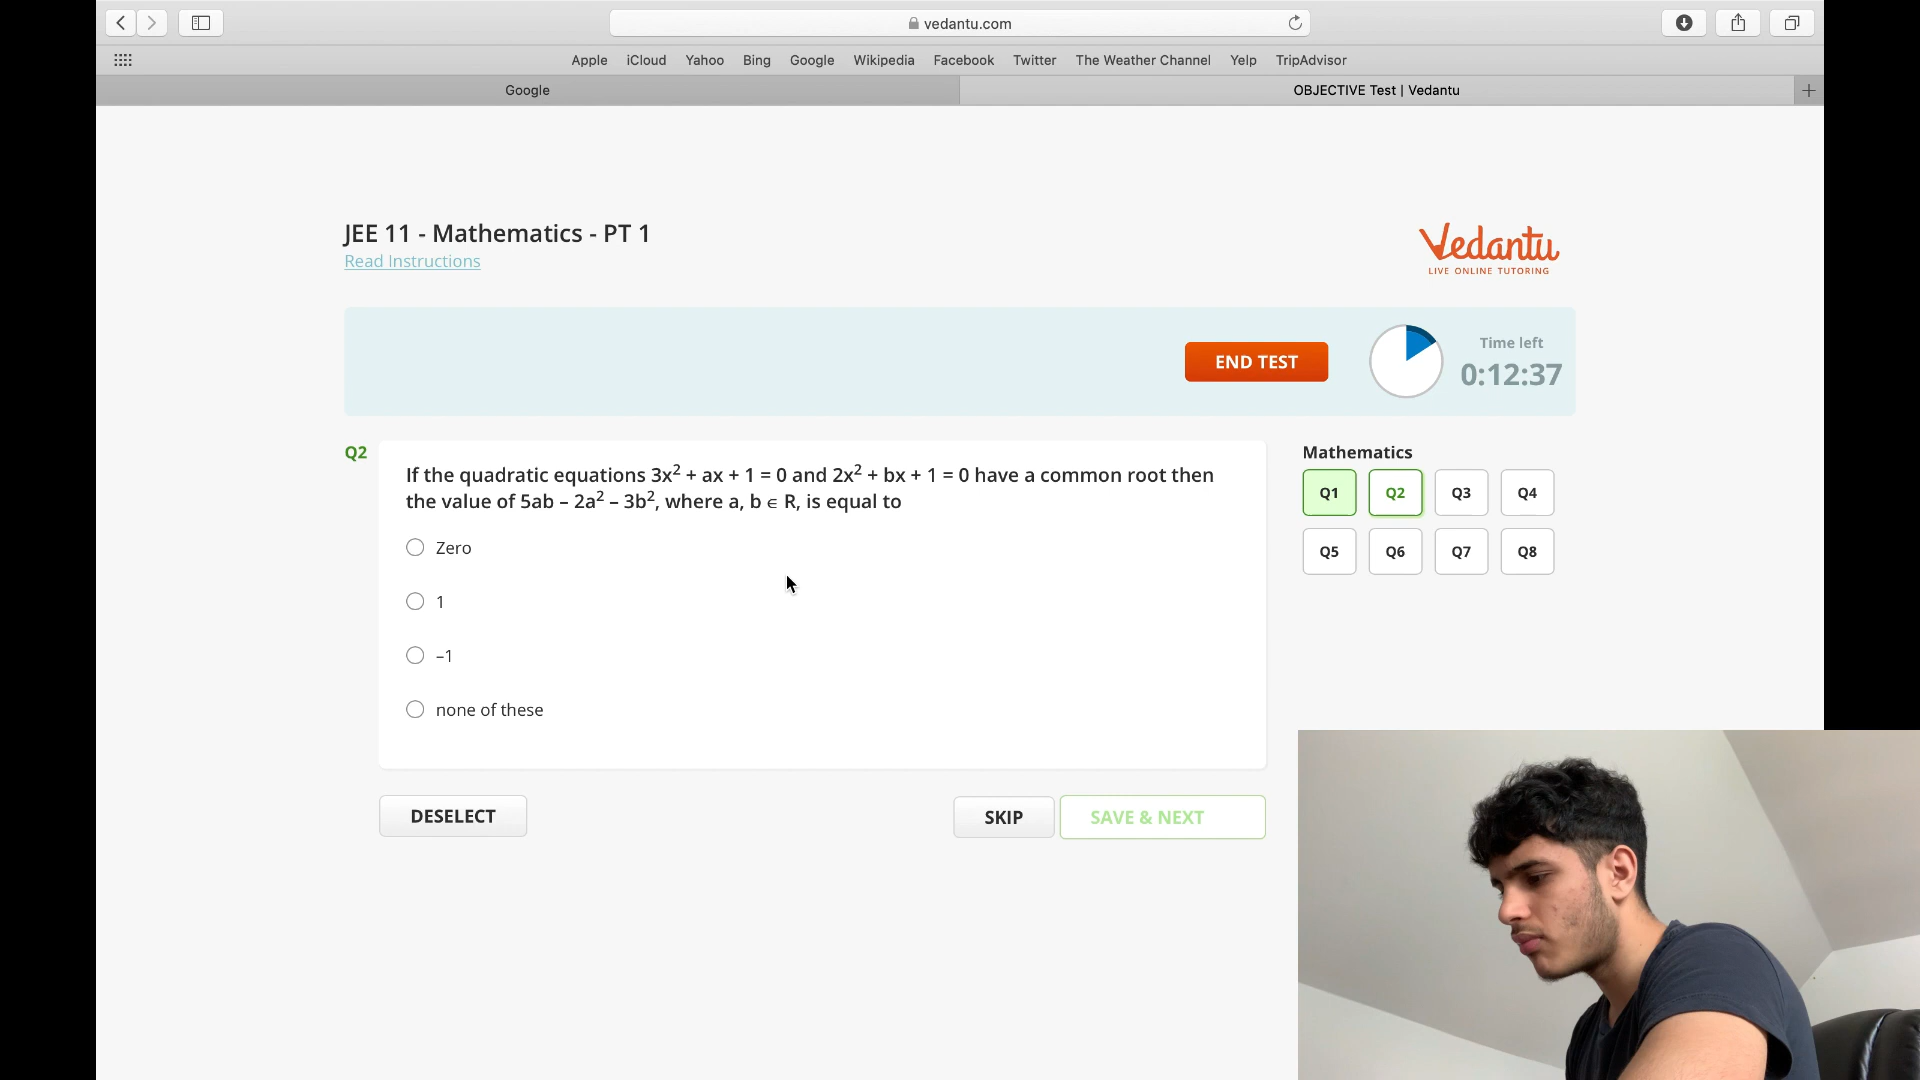 vedantu.com
Apple iCloud Yahoo Bing Google Wikipedia Facebook Twitter The Weather Channel Yelp TripAdvisor
Google OBJECTIVE Test | Vedantu
JEE 11 - Mathematics - PT 1
Read Instructions
Vedantu
LIVE ONLINE TUTORING
END TEST
Time left
0:12:37
Q2
If the quadratic equations 3x² + ax + 1 = 0 and 2x² + bx + 1 = 0 have a common root then
the value of 5ab – 2a² – 3b², where a, b ∈ R, is equal to
Zero
1
–1
none of these
DESELECT SKIP SAVE & NEXT
Mathematics
Q1 Q2 Q3 Q4
Q5 Q6 Q7 Q8